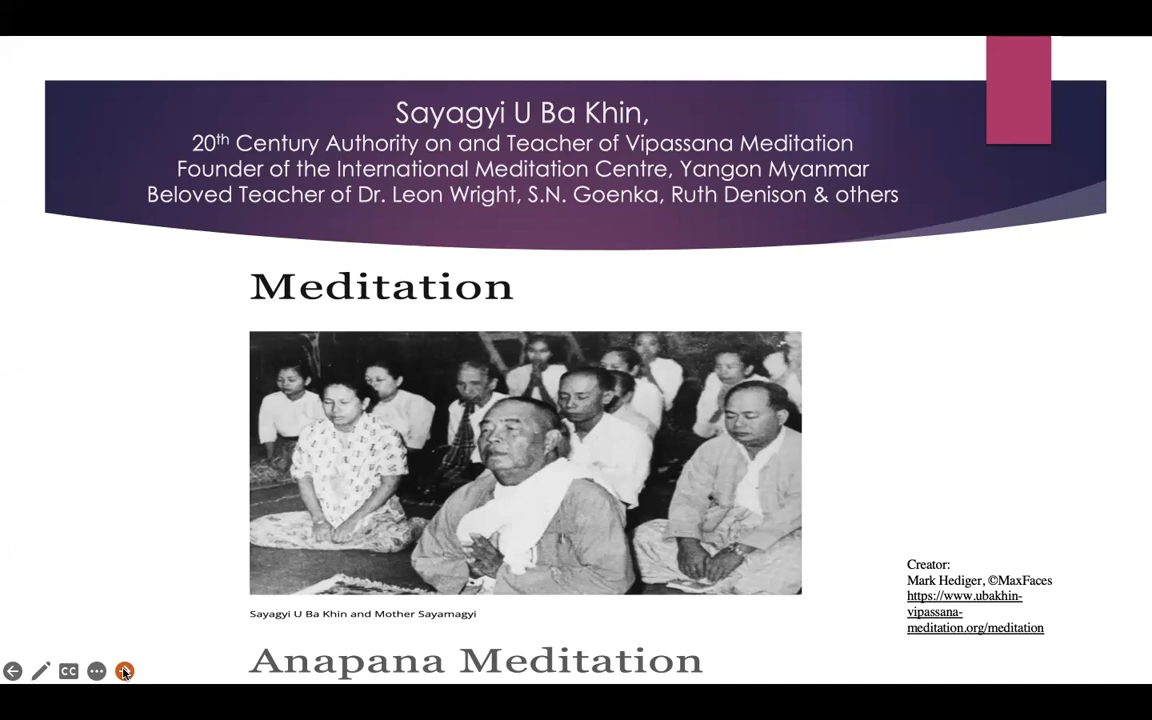 Sayagyi U Ba Khin,
20th Century Authority on and Teacher of Vipassana Meditation
Founder of the International Meditation Centre, Yangon Myanmar
Beloved Teacher of Dr. Leon Wright, S.N. Goenka, Ruth Denison & others
Meditation
Creator:
Mark Hediger, ©MaxFaces
https://www.ubakhin-
vipassana-
meditation.org/meditation
Sayagyi U Ba Khin and Mother Sayamagyi
Anapana Meditation
CC